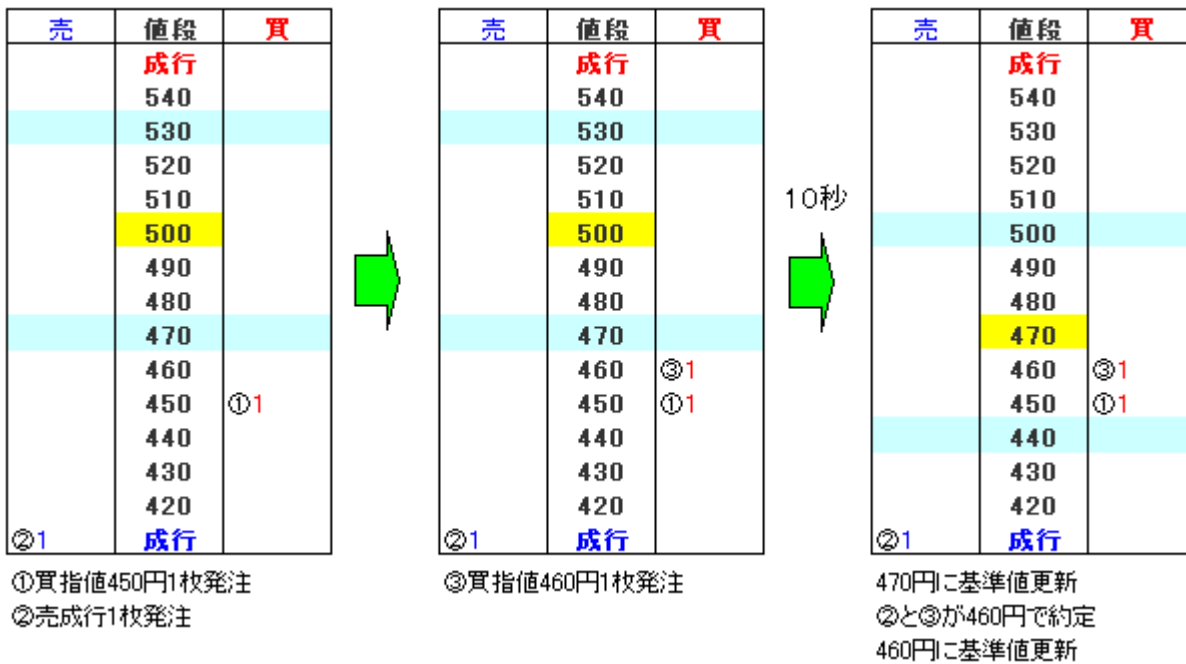 売 値段 買
成行
540
530
520
510
500
490
480
470
460
450 ①1
440
430
420
②1 成行
①買指値450円1枚発注
②売成行1枚発注
売 値段 買
成行
540
530
520
510
500
490
480
470
460 ③1
450 ①1
440
430
420
②1 成行
③買指値460円1枚発注
10秒
売 値段 買
成行
540
530
520
510
500
490
480
470
460 ③1
450 ①1
440
430
420
②1 成行
470円に基準値更新
②と③が460円で約定
460円に基準値更新